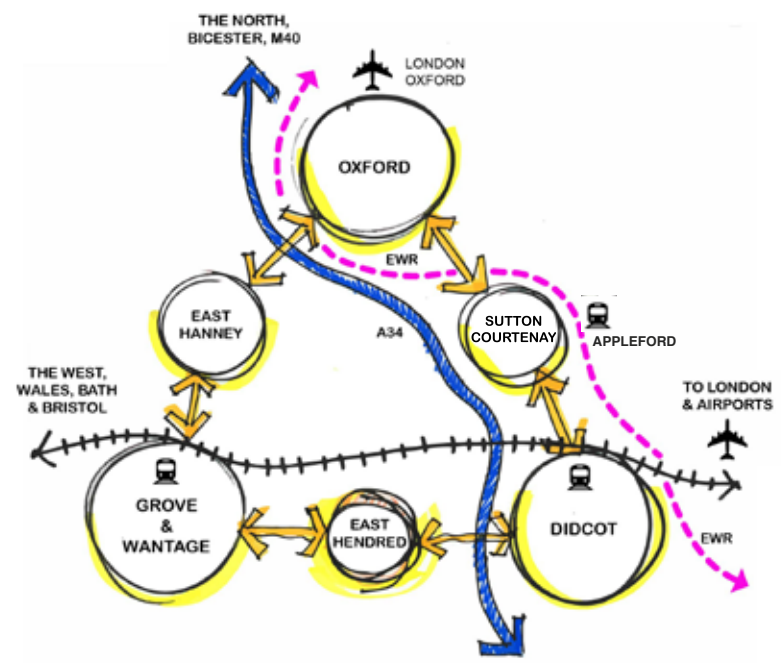 THE NORTH,
BICESTER, M40
LONDON
OXFORD
OXFORD
EWR
EAST
HANNEY
SUTTON
COURTENAY
A34
APPLEFORD
THE WEST,
WALES, BATH
& BRISTOL
TO LONDON
& AIRPORTS
GROVE
&
WANTAGE
EAST
HENDRED
DIDCOT
EWR